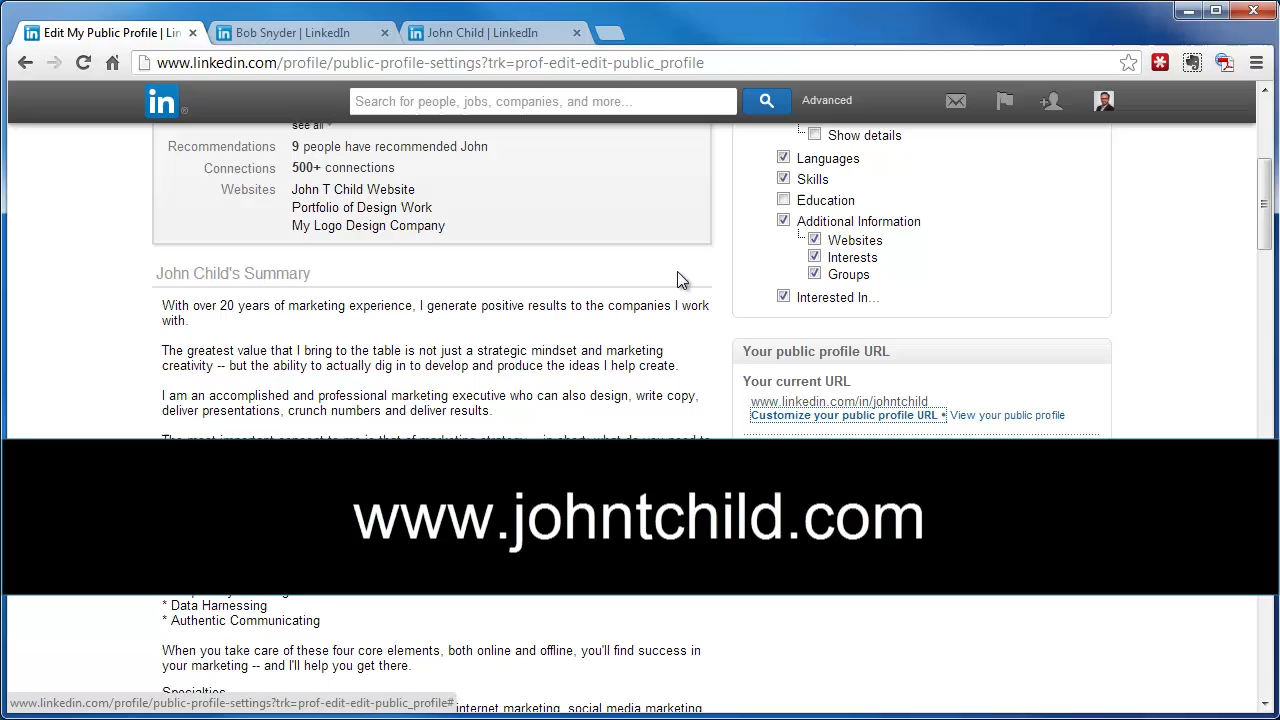 Edit My Public Profile | Lin
Bob Snyder | LinkedIn
John Child | LinkedIn
www.linkedin.com/profile/public-profile-settings?trk=prof-edit-edit-public_profile
in
Search for people, jobs, companies, and more...
Advanced
see all
Recommendations 9 people have recommended John
Connections 500+ connections
Websites John T Child Website
Portfolio of Design Work
My Logo Design Company
John Child's Summary
With over 20 years of marketing experience, I generate positive results to the companies I work
with.
The greatest value that I bring to the table is not just a strategic mindset and marketing
creativity -- but the ability to actually dig in to develop and produce the ideas I help create.
I am an accomplished and professional marketing executive who can also design, write copy,
deliver presentations, crunch numbers and deliver results.
Show details
Languages
Skills
Education
Additional Information
Websites
Interests
Groups
Interested In...
Your public profile URL
Your current URL
www.linkedin.com/in/johntchild
Customize your public profile URL • View your public profile
www.johntchild.com
* Data Harnessing
* Authentic Communicating
When you take care of these four core elements, both online and offline, you'll find success in
your marketing -- and I'll help you get there.
Specialties
internet marketing, social media marketing
www.linkedin.com/profile/public-profile-settings?trk=prof-edit-edit-public_profile#